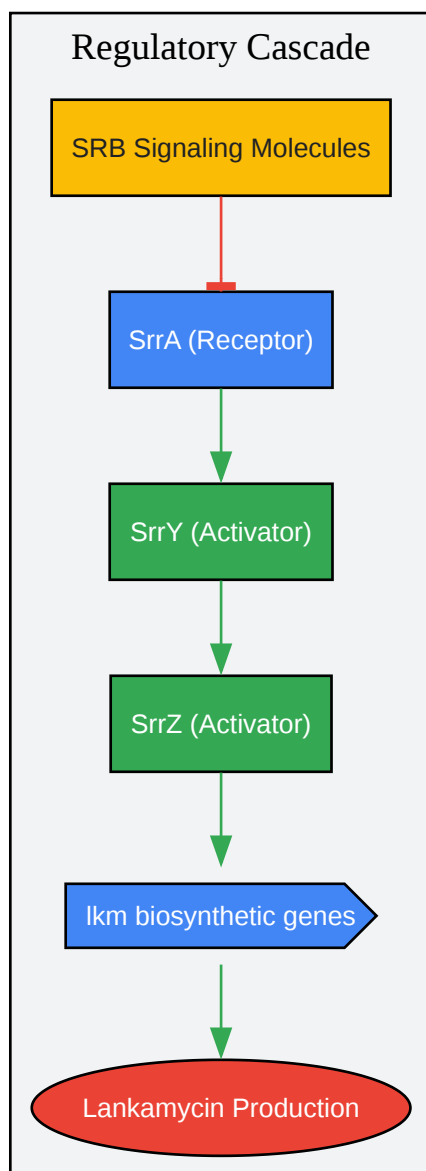 Regulatory Cascade
SRB Signaling Molecules
SrrA (Receptor)
SrrY (Activator)
SrrZ (Activator)
lkm biosynthetic genes
Lankamycin Production